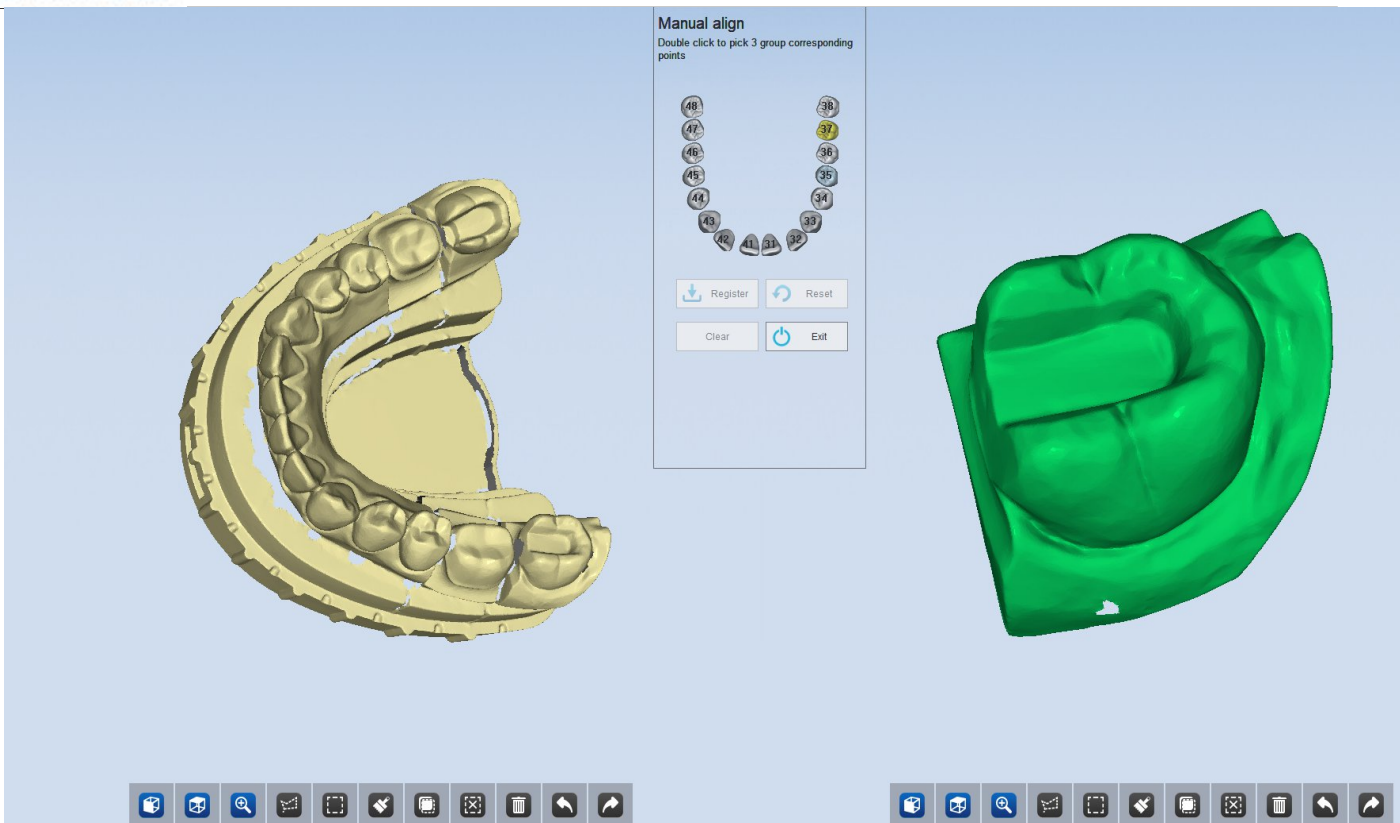 Manual align
Double click to pick 3 group corresponding
points
48 38
47 37
46 36
45 35
44 34
43 33
42 41 31 32
Register Reset
Clear Exit